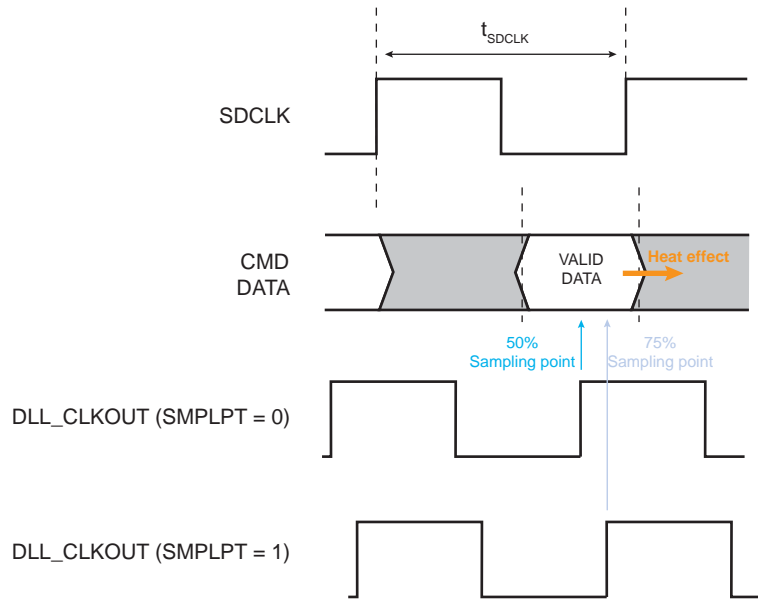 tSDCLK
SDCLK
CMD
DATA
VALID
DATA
Heat effect
50%
Sampling point
75%
Sampling point
DLL_CLKOUT (SMPLPT = 0)
DLL_CLKOUT (SMPLPT = 1)